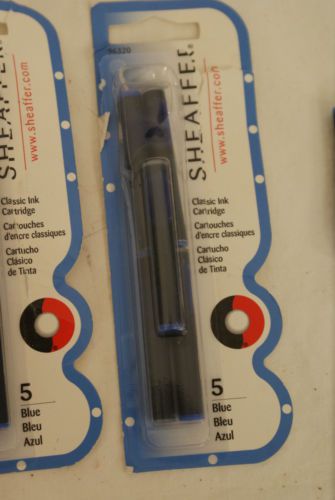 SHEAFFER®
www.sheaffer.com
Classic Ink
Cartridge
Cartouches
d'encre classiques
Cartucho
Clásico
de Tinta
5
Blue
Bleu
Azul
96320
SHEAFFER®
www.sheaffer.com
Classic Ink
Cartridge
Cartouches
d'encre classiques
Cartucho
Clásico
de Tinta
5
Blue
Bleu
Azul